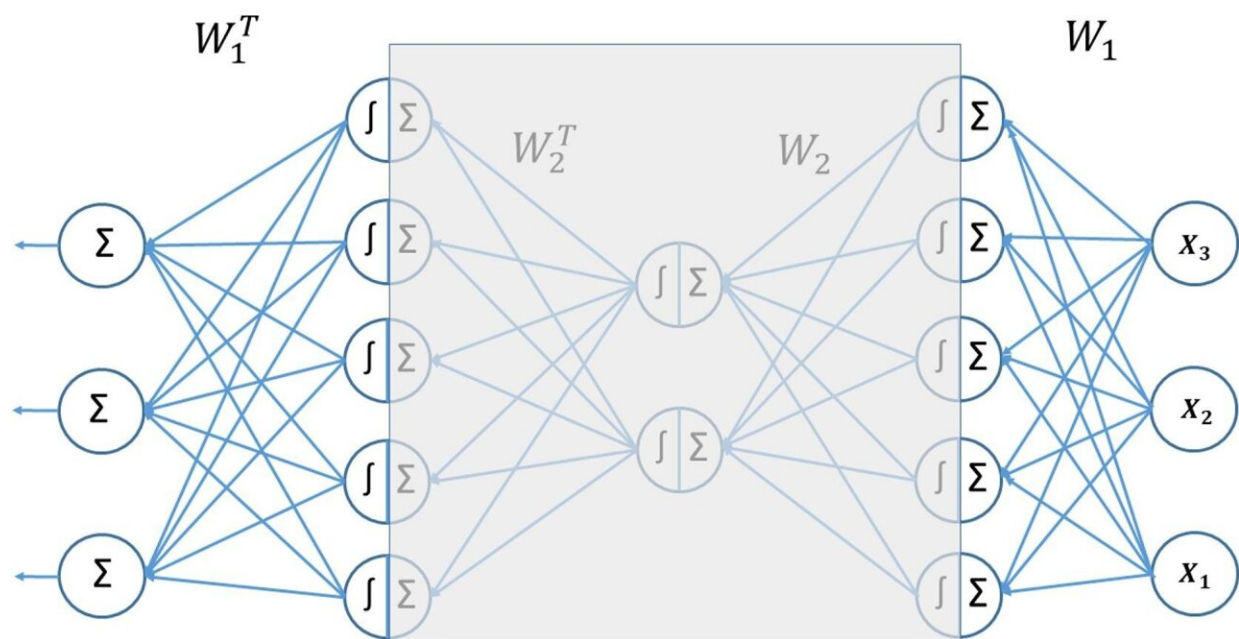 W₁ᵀ W₁
∫ Σ ∫ Σ
W₂ᵀ W₂
Σ ∫ Σ ∫ Σ X₃
∫ Σ Σ
∫ Σ ∫ Σ
Σ X₂
∫ Σ Σ
∫ Σ ∫ Σ
Σ X₁
∫ Σ ∫ Σ